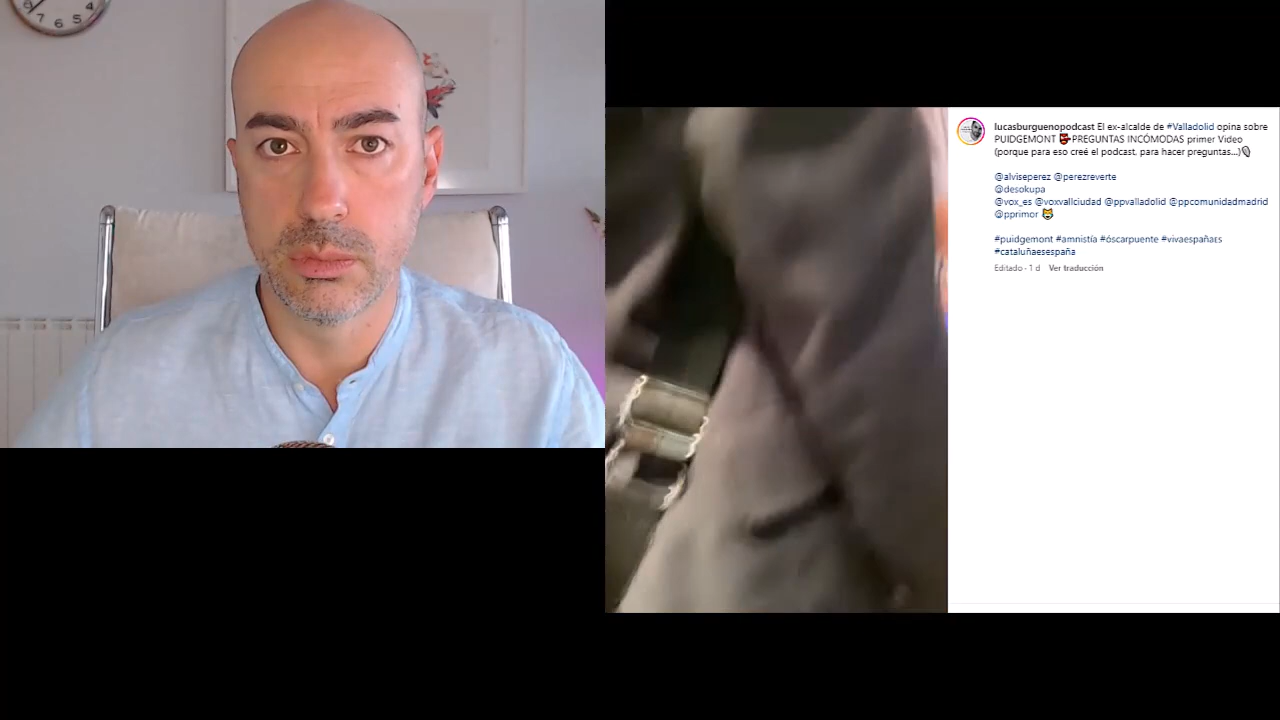 lucasburguenopodcast El ex-alcalde de #Valladolid opina sobre
PUIDGEMONT PREGUNTAS INCÓMODAS primer Video
(porque para eso creé el podcast, para hacer preguntas...)
@alviseperez @perezreverte
@desokupa
@vox_es @voxvallciudad @ppvalladolid @ppcomunidadmadrid
@pprimor
#puidgemont #amnistía #óscarpuente #vivaespañaᴇs
#cataluñaesespaña
Editado · 1 d Ver traducción